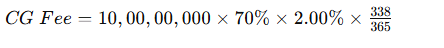 CG Fee = 10,00,00,000 × 70% × 2.00% × 338/365